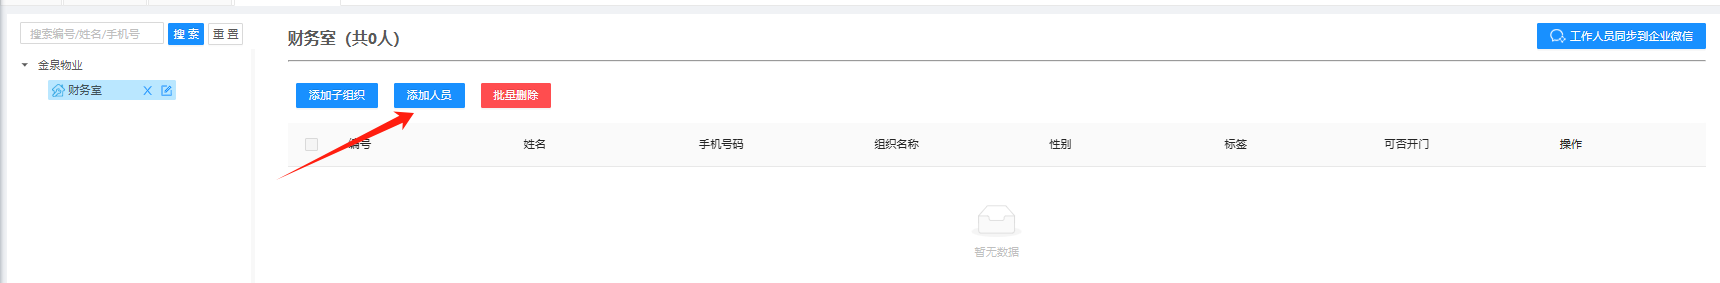 搜索编号/姓名/手机号 搜 索 重 置
金泉物业
财务室
财务室（共0人）
工作人员同步到企业微信
添加子组织 添加人员 批量删除
编号 姓名 手机号码 组织名称 性别 标签 可否开门 操作
暂无数据